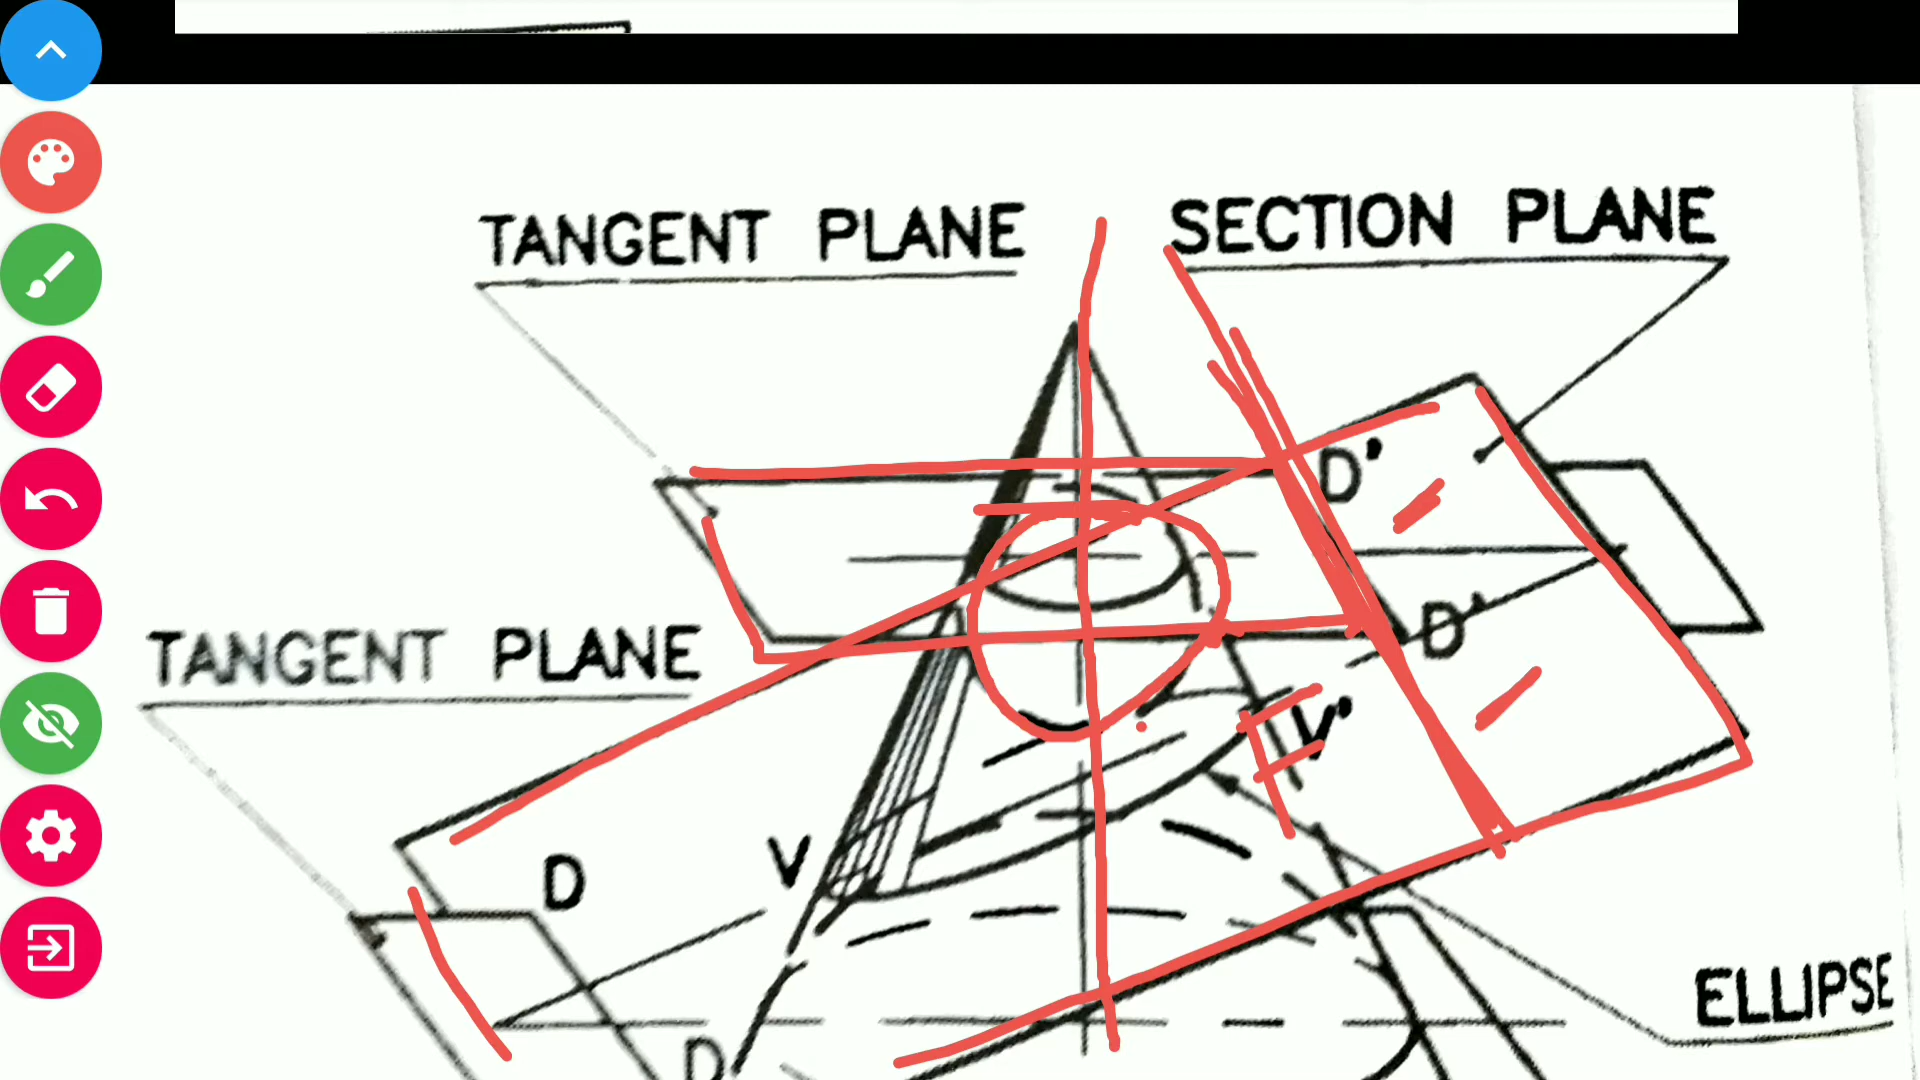 TANGENT PLANE
SECTION PLANE
D'
D'
TANGENT PLANE
V'
V
D
ELLIPSE
D